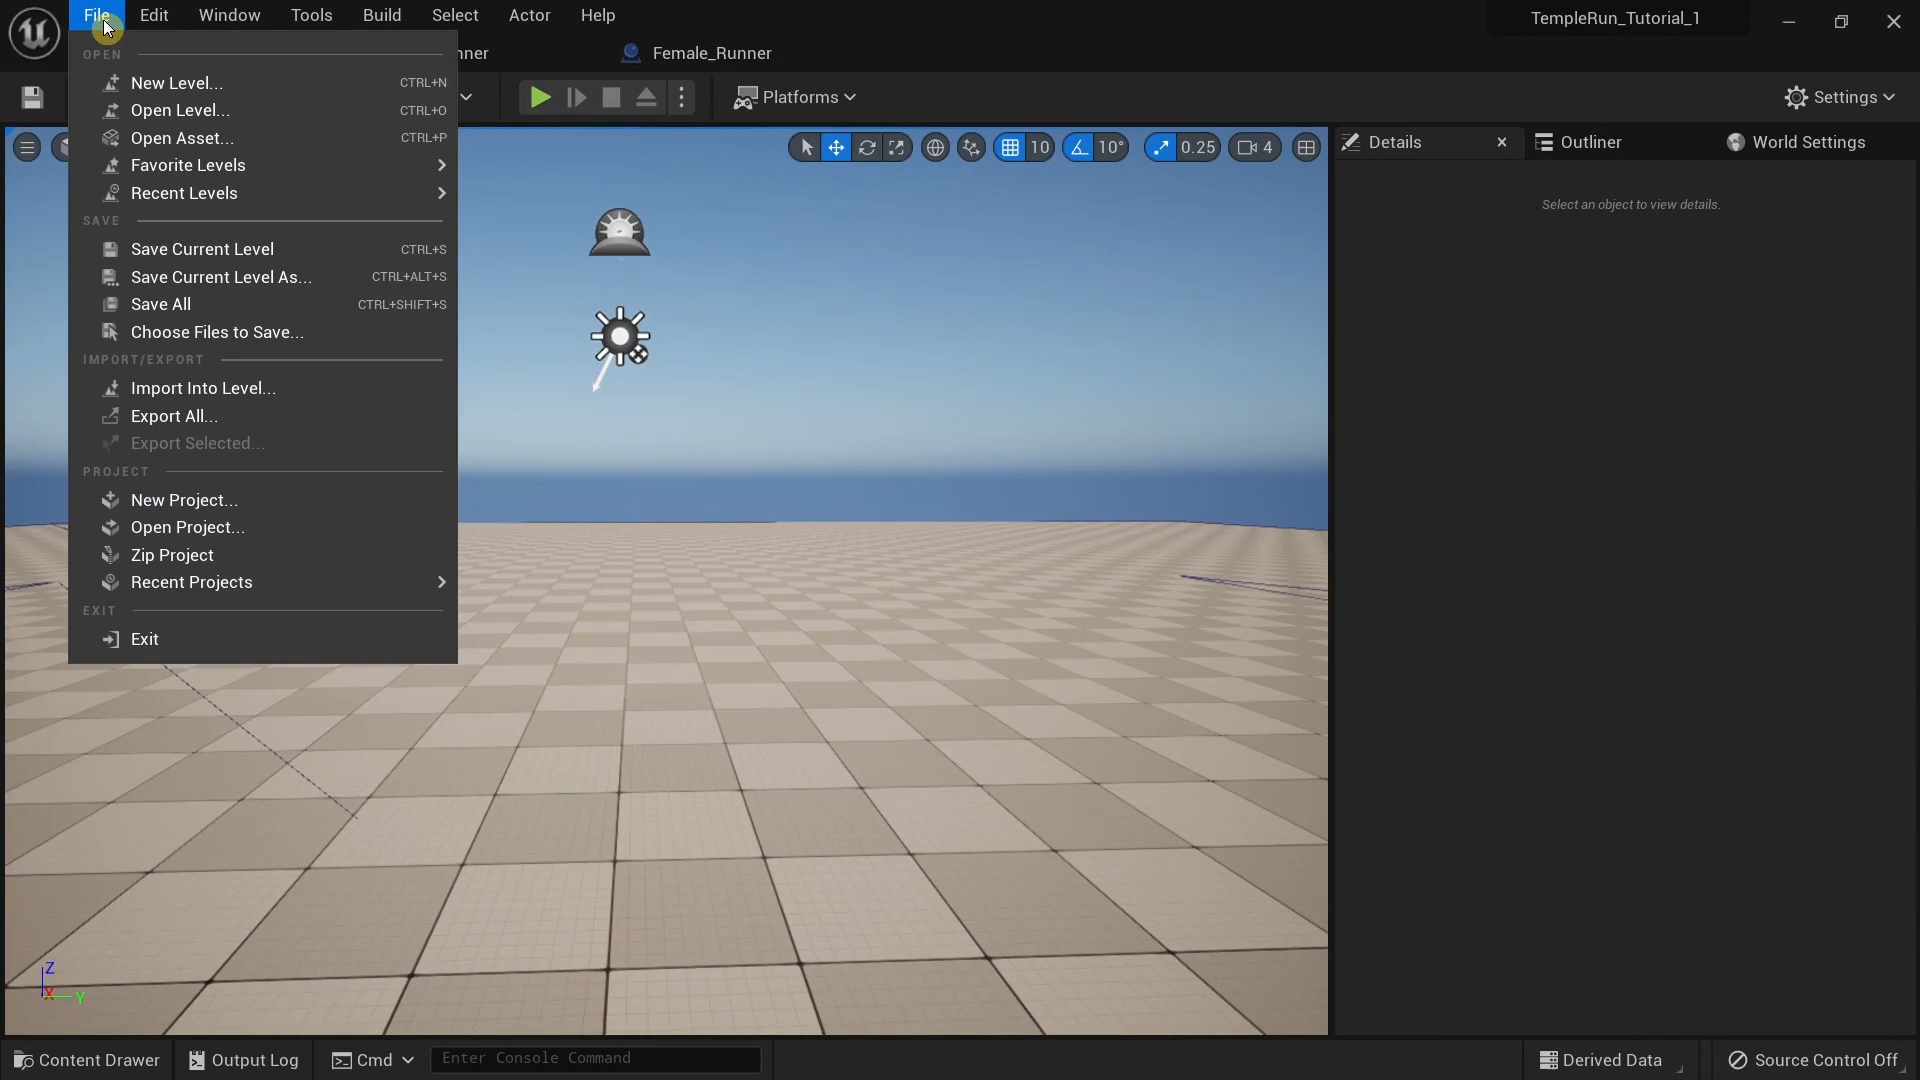 File Edit Window Tools Build Select Actor Help
TempleRun_Tutorial_1
nner
Female_Runner
OPEN
New Level... CTRL+N
Open Level... CTRL+O
Open Asset... CTRL+P
Favorite Levels
Recent Levels
SAVE
Save Current Level CTRL+S
Save Current Level As... CTRL+ALT+S
Save All CTRL+SHIFT+S
Choose Files to Save...
IMPORT/EXPORT
Import Into Level...
Export All...
Export Selected...
PROJECT
New Project...
Open Project...
Zip Project
Recent Projects
EXIT
Exit
Platforms
Settings
10
10°
0.25
4
Details
Outliner
World Settings
Select an object to view details.
Z
X
Y
Content Drawer
Output Log
Cmd
Enter Console Command
Derived Data
Source Control Off